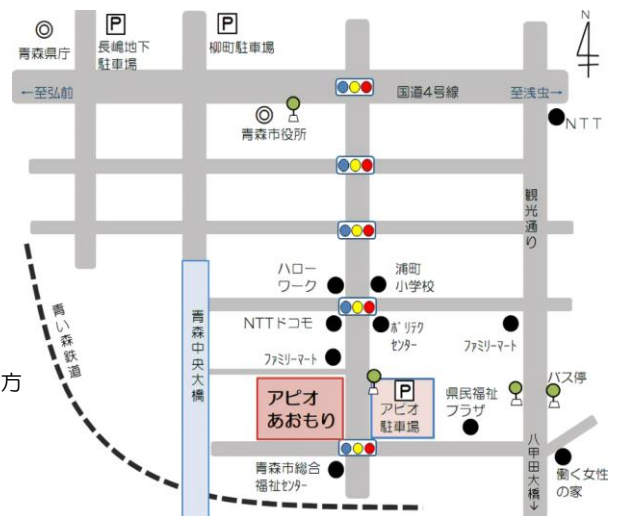 N
青森県庁
P
長嶋地下
駐車場
P
柳町駐車場
←至弘前
国道4号線
至浅虫→
青森市役所
NTT
観光通り
ハロー
ワーク
浦町
小学校
青い森鉄道
青森中央大橋
NTTドコモ
ポリテク
センター
ファミリーマート
ファミリーマート
方
アピオ
あおもり
P
アピオ
駐車場
県民福祉
プラザ
バス停
青森市総合
福祉センター
八甲田大橋↓
働く女性
の家